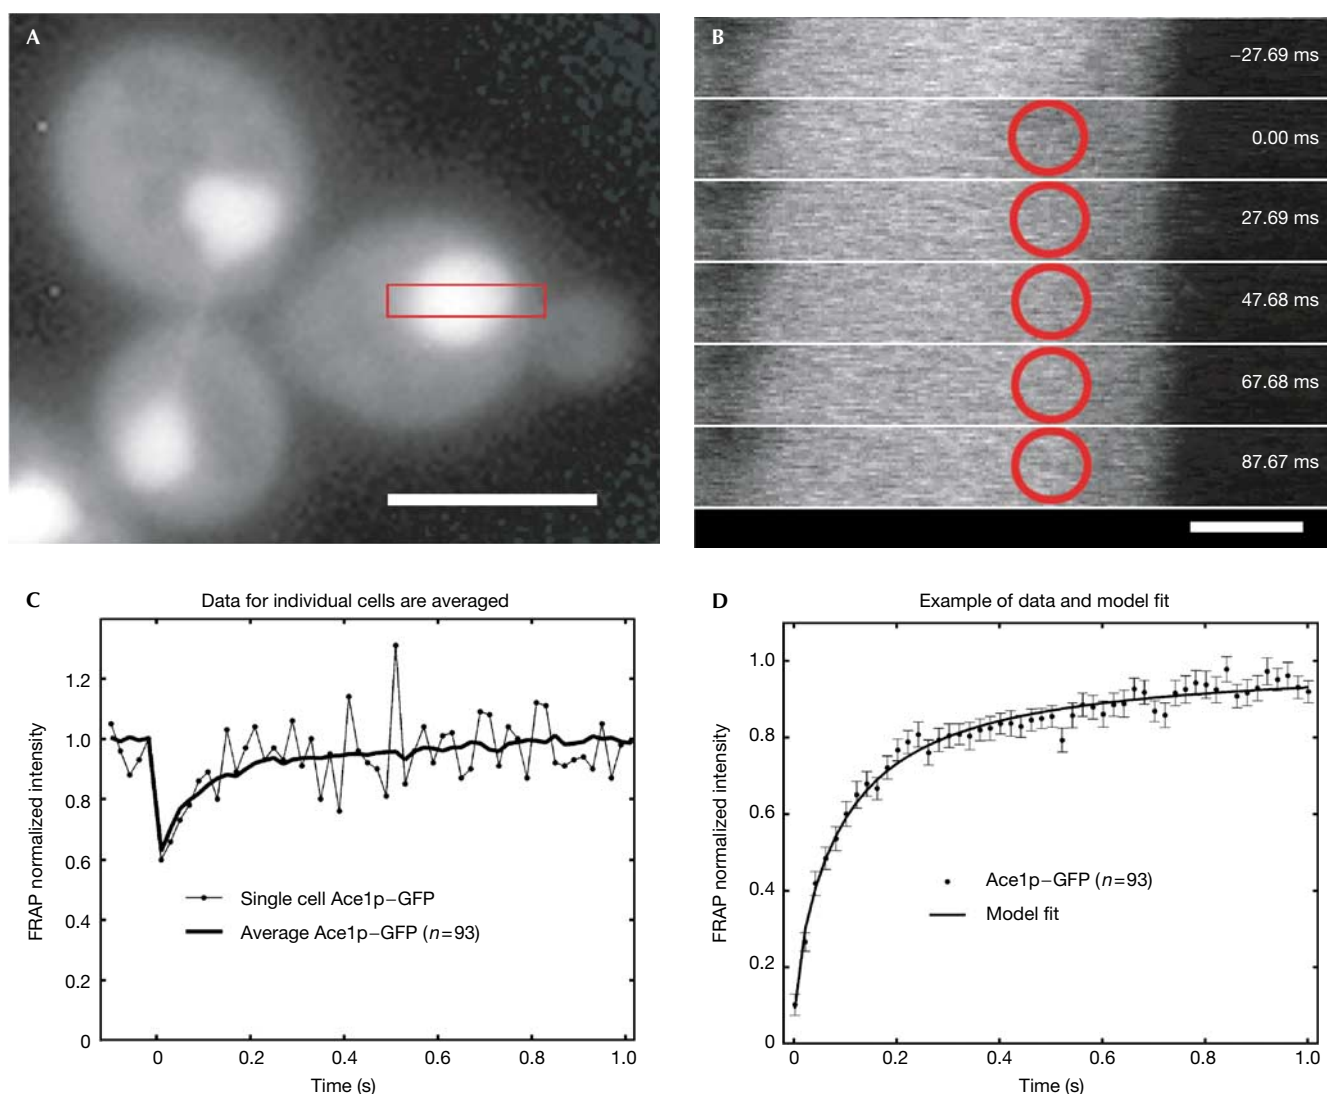 A
B
−27.69 ms
0.00 ms
27.69 ms
47.68 ms
67.68 ms
87.67 ms
C
Data for individual cells are averaged
FRAP normalized intensity
1.2
1.0
0.8
0.6
0.4
0.2
0
Single cell Ace1p−GFP
Average Ace1p−GFP (n=93)
0 0.2 0.4 0.6 0.8 1.0
Time (s)
D
Example of data and model fit
FRAP normalized intensity
1.0
0.8
0.6
0.4
0.2
0
Ace1p−GFP (n=93)
Model fit
0 0.2 0.4 0.6 0.8 1.0
Time (s)